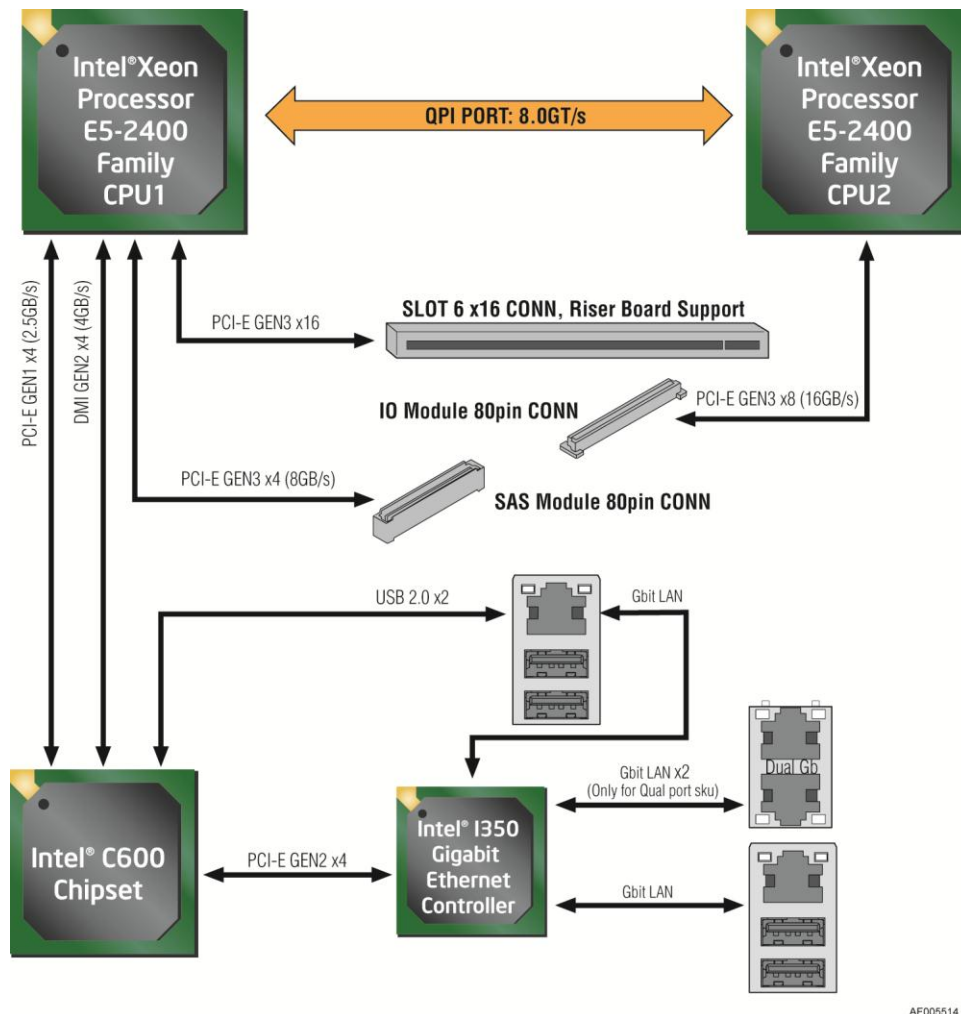 Intel®Xeon
Processor
E5-2400
Family
CPU1
QPI PORT: 8.0GT/s
Intel®Xeon
Processor
E5-2400
Family
CPU2
PCI-E GEN1 x4 (2.5GB/s)
DMI GEN2 x4 (4GB/s)
PCI-E GEN3 x16
SLOT 6 x16 CONN, Riser Board Support
IO Module 80pin CONN
PCI-E GEN3 x8 (16GB/s)
PCI-E GEN3 x4 (8GB/s)
SAS Module 80pin CONN
USB 2.0 x2
Gbit LAN
Intel® C600
Chipset
PCI-E GEN2 x4
Intel® I350
Gigabit
Ethernet
Controller
Gbit LAN x2
(Only for Qual port sku)
Dual Gb
Gbit LAN
AF005514